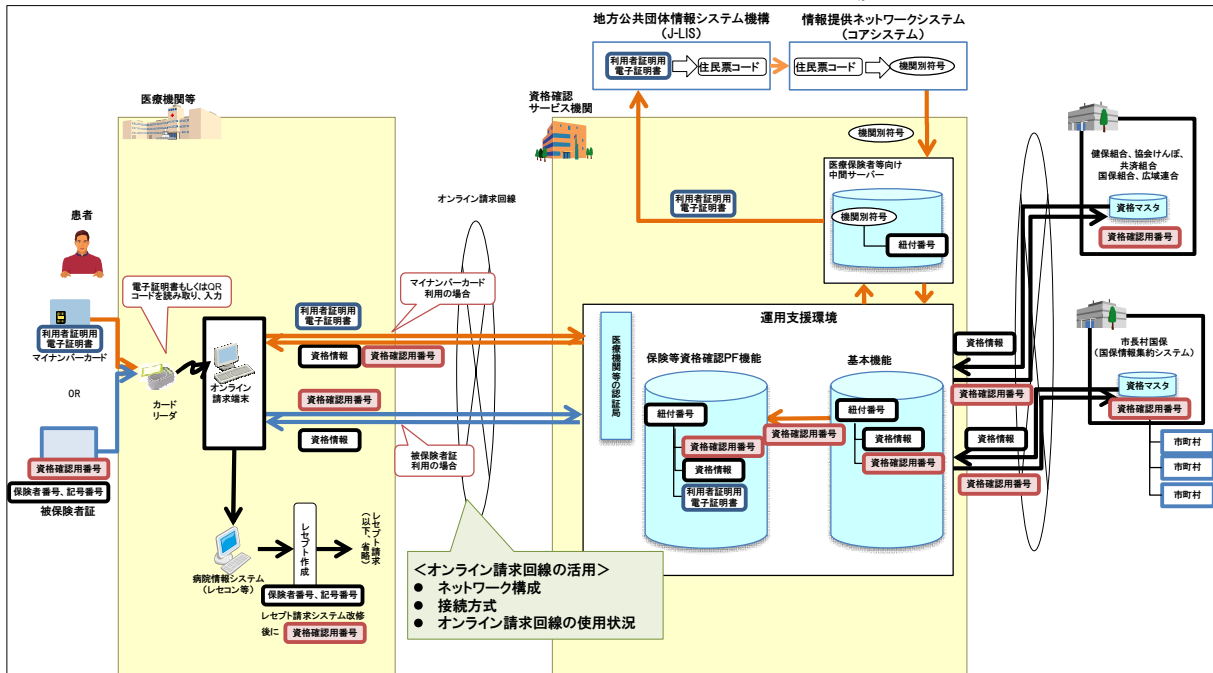 地方公共団体情報システム機構
（J-LIS）
利用者証明用
電子証明書
住民票コード
情報提供ネットワークシステム
（コアシステム）
住民票コード
機関別符号
医療機関等
資格確認
サービス機関
機関別符号
医療保険者等向け
中間サーバー
機関別符号
紐付番号
利用者証明用
電子証明書
健保組合、協会けんぽ、
共済組合
国保組合、広域連合
資格マスタ
資格確認用番号
オンライン請求回線
患者
電子証明書もしくはQR
コードを読み取り、入力
マイナンバーカード
利用の場合
利用者証明用
電子証明書
マイナンバーカード
OR
資格確認用番号
保険者番号、記号番号
被保険者証
カード
リーダ
オンライン
請求端末
利用者証明用
電子証明書
資格情報
資格確認用番号
資格確認用番号
資格情報
被保険者証
利用の場合
運用支援環境
医療機関等の認証局
保険等資格確認PF機能
紐付番号
資格確認用番号
資格情報
利用者証明用
電子証明書
資格確認用番号
基本機能
紐付番号
資格情報
資格確認用番号
資格情報
資格確認用番号
資格情報
資格確認用番号
市長村国保
（国保情報集約システム）
資格マスタ
資格確認用番号
市町村
市町村
市町村
病院情報システム
（レセコン等）
レセプト作成
レセプト請求
（以下、省略）
保険者番号、記号番号
レセプト請求システム改修
後に
資格確認用番号
＜オンライン請求回線の活用＞
● ネットワーク構成
● 接続方式
● オンライン請求回線の使用状況